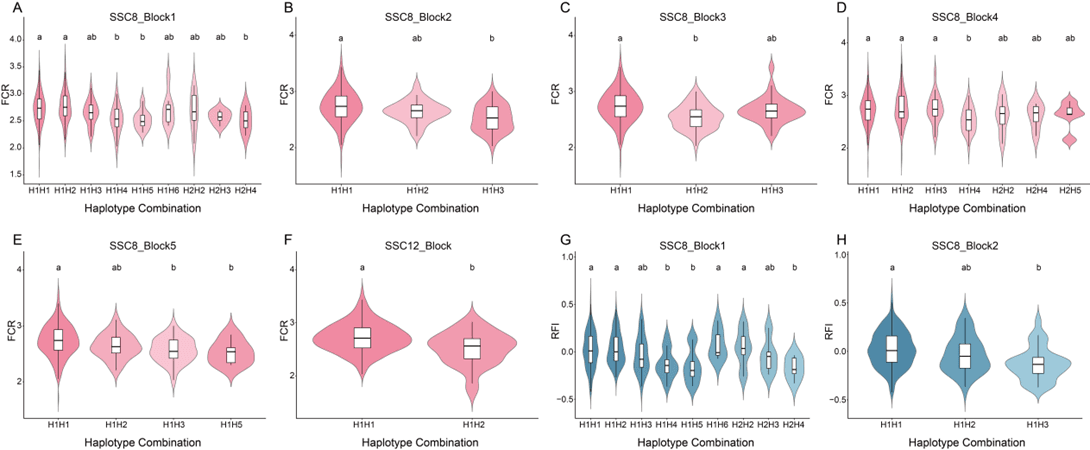 A
SSC8_Block1
a a ab b b ab ab ab b
FCR
4.0
3.5
3.0
2.5
2.0
1.5
H1H1 H1H2 H1H3 H1H4 H1H5 H1H6 H2H2 H2H3 H2H4
Haplotype Combination
B
SSC8_Block2
a ab b
FCR
4
3
2
H1H1 H1H2 H1H3
Haplotype Combination
C
SSC8_Block3
a b ab
FCR
4
3
2
H1H1 H1H2 H1H3
Haplotype Combination
D
SSC8_Block4
a a a b ab ab ab
FCR
4
3
2
H1H1 H1H2 H1H3 H1H4 H2H2 H2H4 H2H5
Haplotype Combination
E
SSC8_Block5
a ab b b
FCR
4
3
2
H1H1 H1H2 H1H3 H1H5
Haplotype Combination
F
SSC12_Block
a b
FCR
4
3
2
H1H1 H1H2
Haplotype Combination
G
SSC8_Block1
a a ab b b a a ab b
RFI
1.0
0.5
0.0
−0.5
H1H1 H1H2 H1H3 H1H4 H1H5 H1H6 H2H2 H2H3 H2H4
Haplotype Combination
H
SSC8_Block2
a ab b
RFI
1.0
0.5
0.0
−0.5
H1H1 H1H2 H1H3
Haplotype Combination